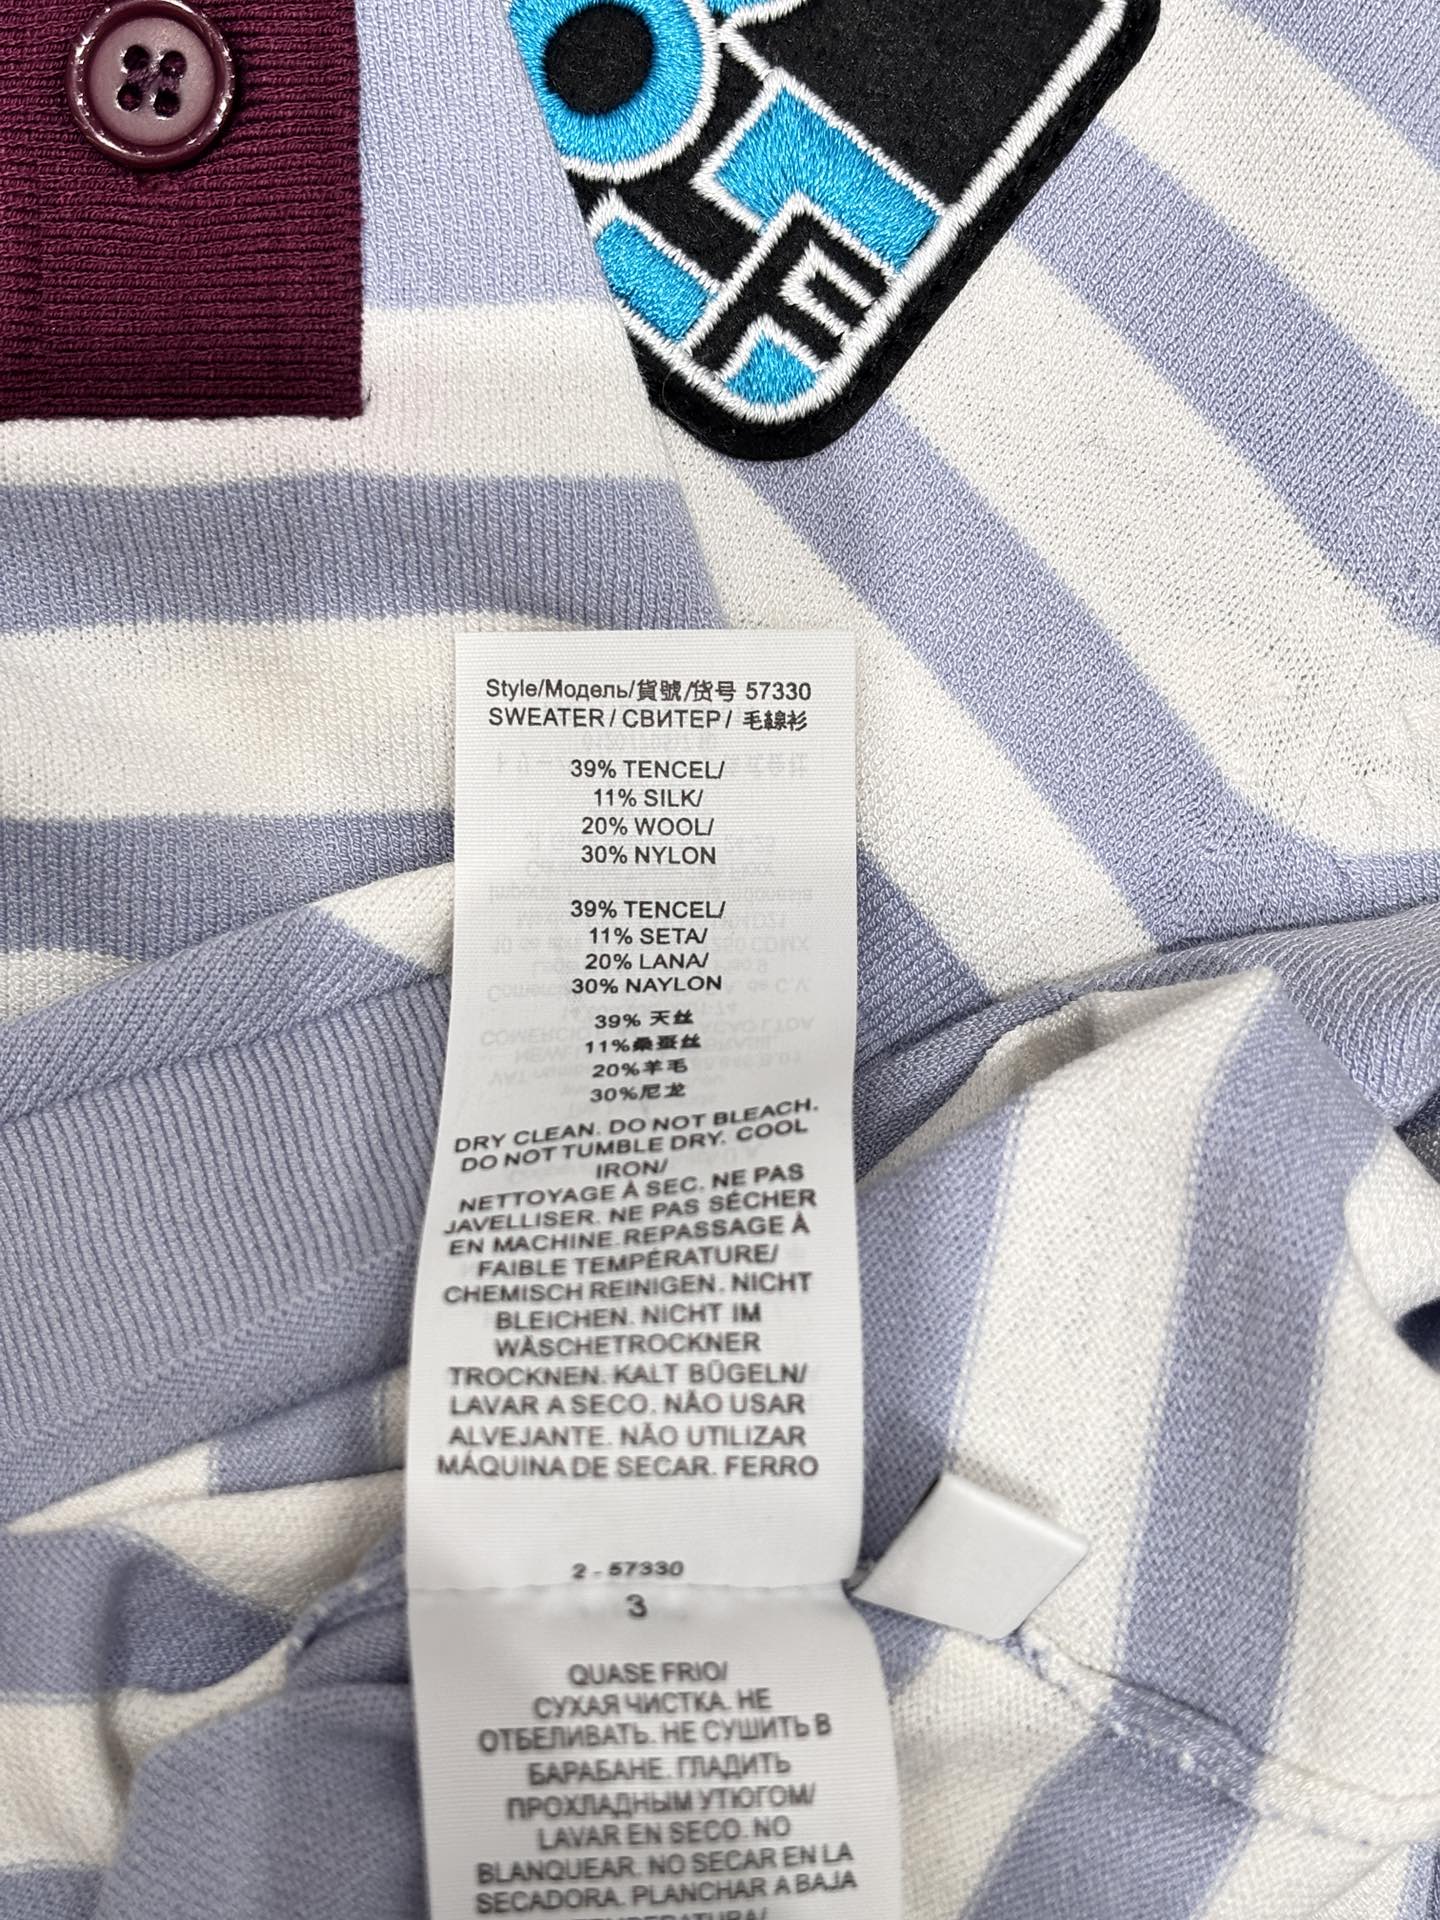 Style/Модель/貨號/货号 57330
SWEATER / СВИТЕР / 毛線衫
39% TENCEL/
11% SILK/
20% WOOL/
30% NYLON
39% TENCEL/
11% SETA/
20% LANA/
30% NAYLON
39% 天丝
11%桑蚕丝
20%羊毛
30%尼龙
DRY CLEAN. DO NOT BLEACH.
DO NOT TUMBLE DRY. COOL
IRON/
NETTOYAGE À SEC. NE PAS
JAVELLISER. NE PAS SÉCHER
EN MACHINE.REPASSAGE À
FAIBLE TEMPÉRATURE/
CHEMISCH REINIGEN. NICHT
BLEICHEN. NICHT IM
WÄSCHETROCKNER
TROCKNEN. KALT BÜGELN/
LAVAR A SECO. NÃO USAR
ALVEJANTE. NÃO UTILIZAR
MÁQUINA DE SECAR. FERRO
2 - 57330
3
QUASE FRIO/
СУХАЯ ЧИСТКА. НЕ
ОТБЕЛИВАТЬ. НЕ СУШИТЬ В
БАРАБАНЕ. ГЛАДИТЬ
ПРОХЛАДНЫМ УТЮГОМ/
LAVAR EN SECO. NO
BLANQUEAR. NO SECAR EN LA
SECADORA. PLANCHAR A BAJA
TEMPERATURA/